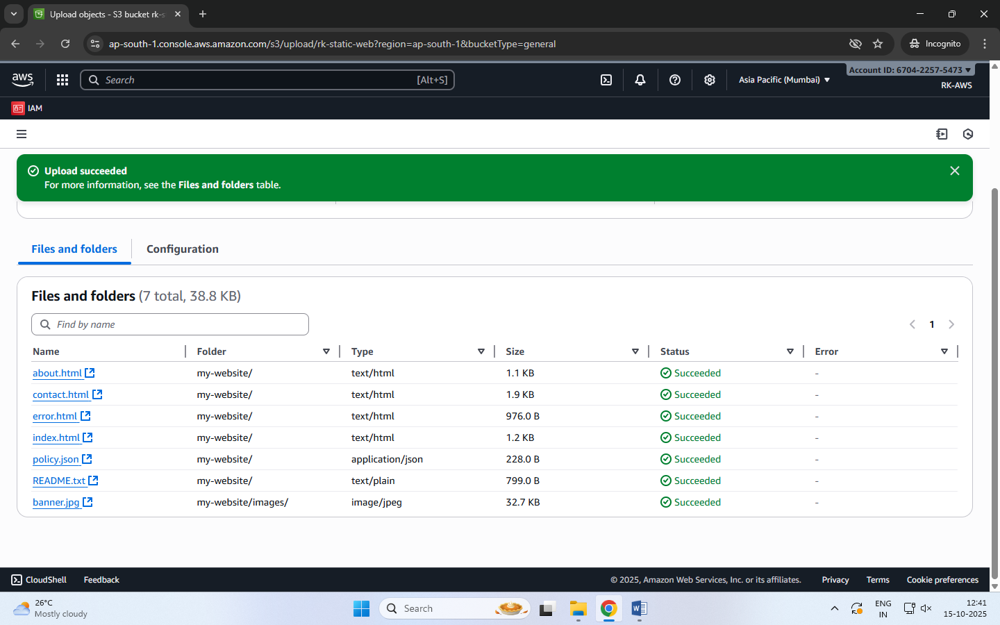 Upload objects - S3 bucket rk-s
ap-south-1.console.aws.amazon.com/s3/upload/rk-static-web?region=ap-south-1&bucketType=general
Incognito
aws
Search
[Alt+S]
Asia Pacific (Mumbai)
Account ID: 6704-2257-5473
RK-AWS
IAM
Upload succeeded
For more information, see the Files and folders table.
Files and folders
Configuration
Files and folders (7 total, 38.8 KB)
Find by name
1
Name Folder Type Size Status Error
about.html my-website/ text/html 1.1 KB Succeeded -
contact.html my-website/ text/html 1.9 KB Succeeded -
error.html my-website/ text/html 976.0 B Succeeded -
index.html my-website/ text/html 1.2 KB Succeeded -
policy.json my-website/ application/json 228.0 B Succeeded -
README.txt my-website/ text/plain 799.0 B Succeeded -
banner.jpg my-website/images/ image/jpeg 32.7 KB Succeeded -
CloudShell Feedback © 2025, Amazon Web Services, Inc. or its affiliates. Privacy Terms Cookie preferences
26°C
Mostly cloudy
Search
ENG
IN
12:41
15-10-2025